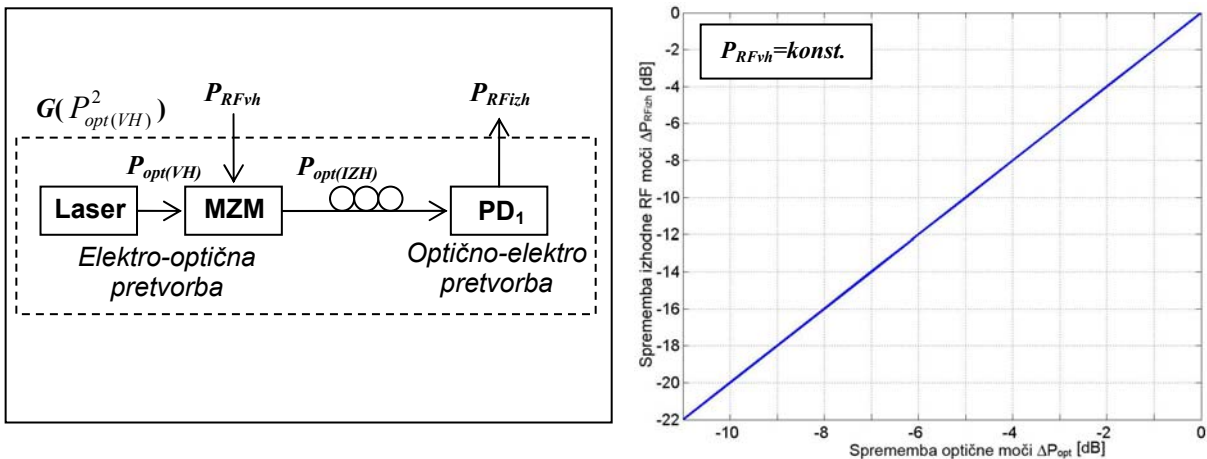 G( P²opt(VH) )
PRFvh
PRFizh
Popt(VH)
Popt(IZH)
Laser
MZM
PD₁
Elektro-optična
pretvorba
Optično-elektro
pretvorba
PRFvh=konst.
Sprememba izhodne RF moči ΔPRFizh [dB]
-0
-2
-4
-6
-8
-10
-12
-14
-16
-18
-20
-22
-10
-8
-6
-4
-2
0
Sprememba optične moči ΔPopt [dB]